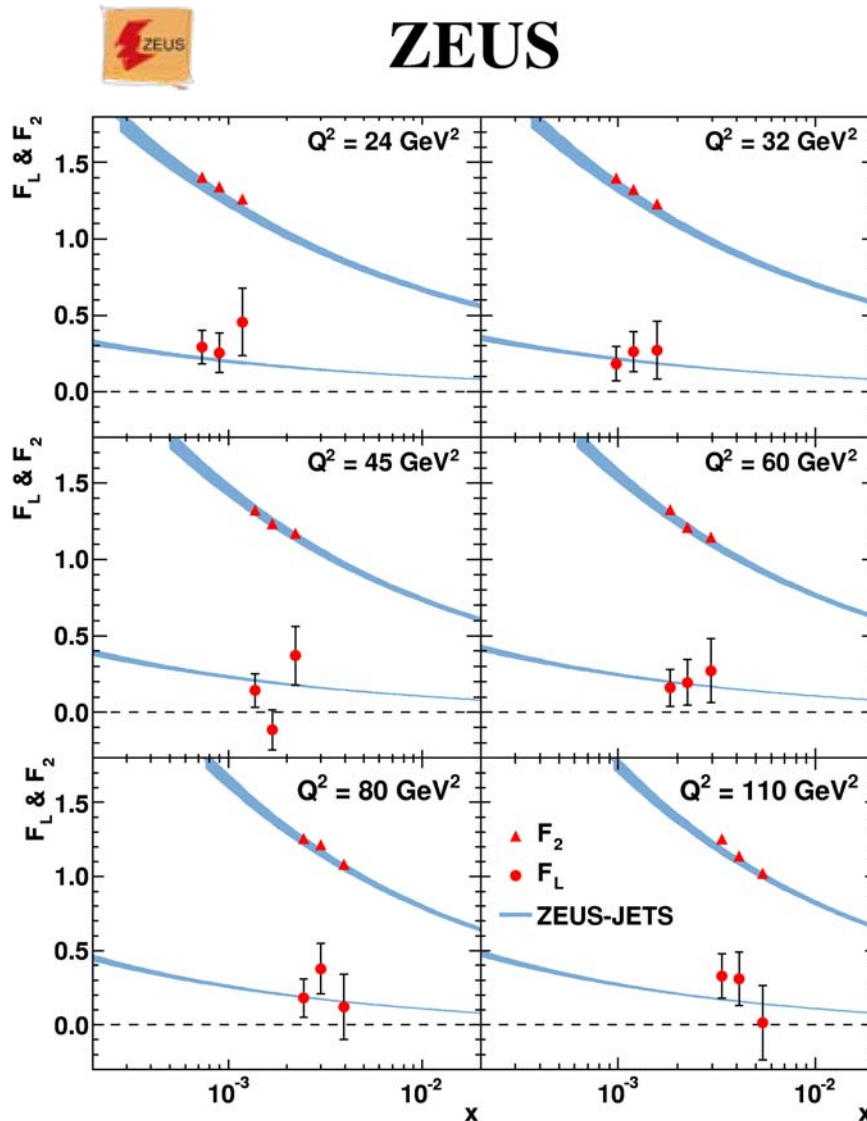 ZEUS
ZEUS
F_L & F_2
Q² = 24 GeV²
Q² = 32 GeV²
1.5
1.0
0.5
0.0
F_L & F_2
Q² = 45 GeV²
Q² = 60 GeV²
1.5
1.0
0.5
0.0
F_L & F_2
Q² = 80 GeV²
Q² = 110 GeV²
1.5
1.0
0.5
0.0
F₂
F_L
ZEUS-JETS
10⁻³
10⁻²
10⁻³
10⁻²
x
x